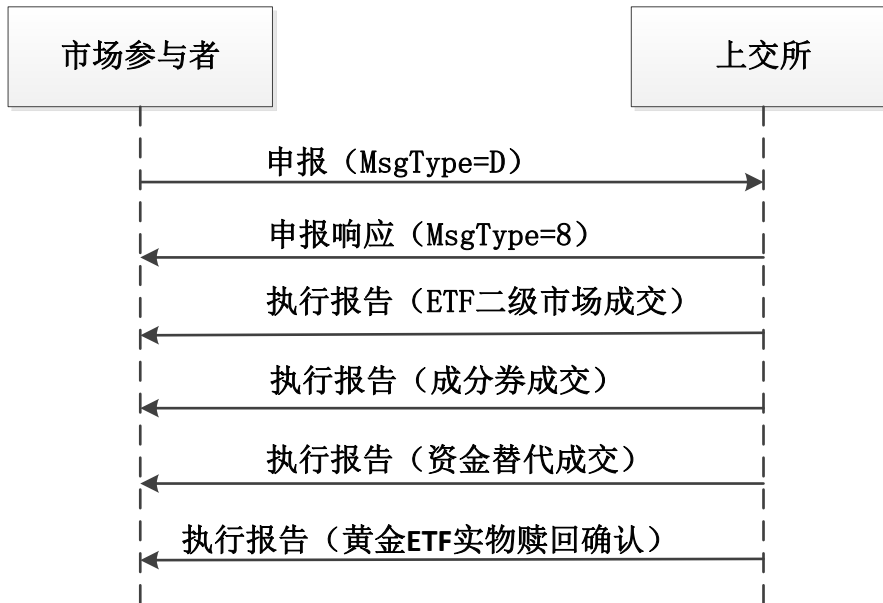 市场参与者
上交所
申报（MsgType=D）
申报响应（MsgType=8）
执行报告（ETF二级市场成交）
执行报告（成分券成交）
执行报告（资金替代成交）
执行报告（黄金ETF实物赎回确认）